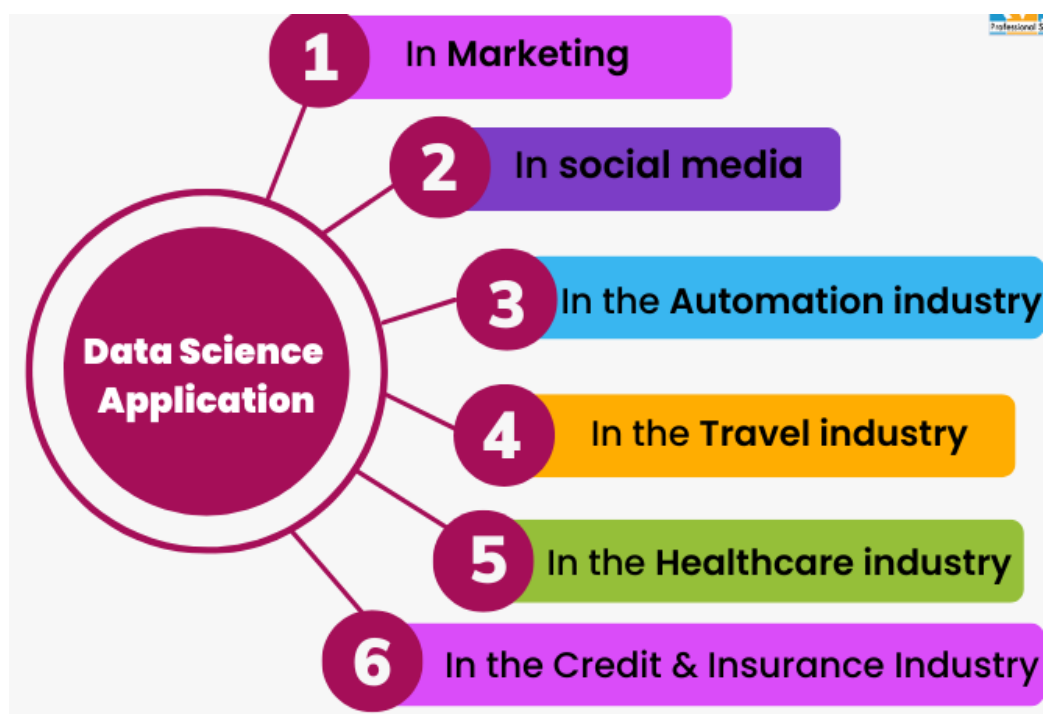 Professional S
1
In Marketing
2
In social media
3
In the Automation industry
Data Science
Application
4
In the Travel industry
5
In the Healthcare industry
6
In the Credit & Insurance Industry